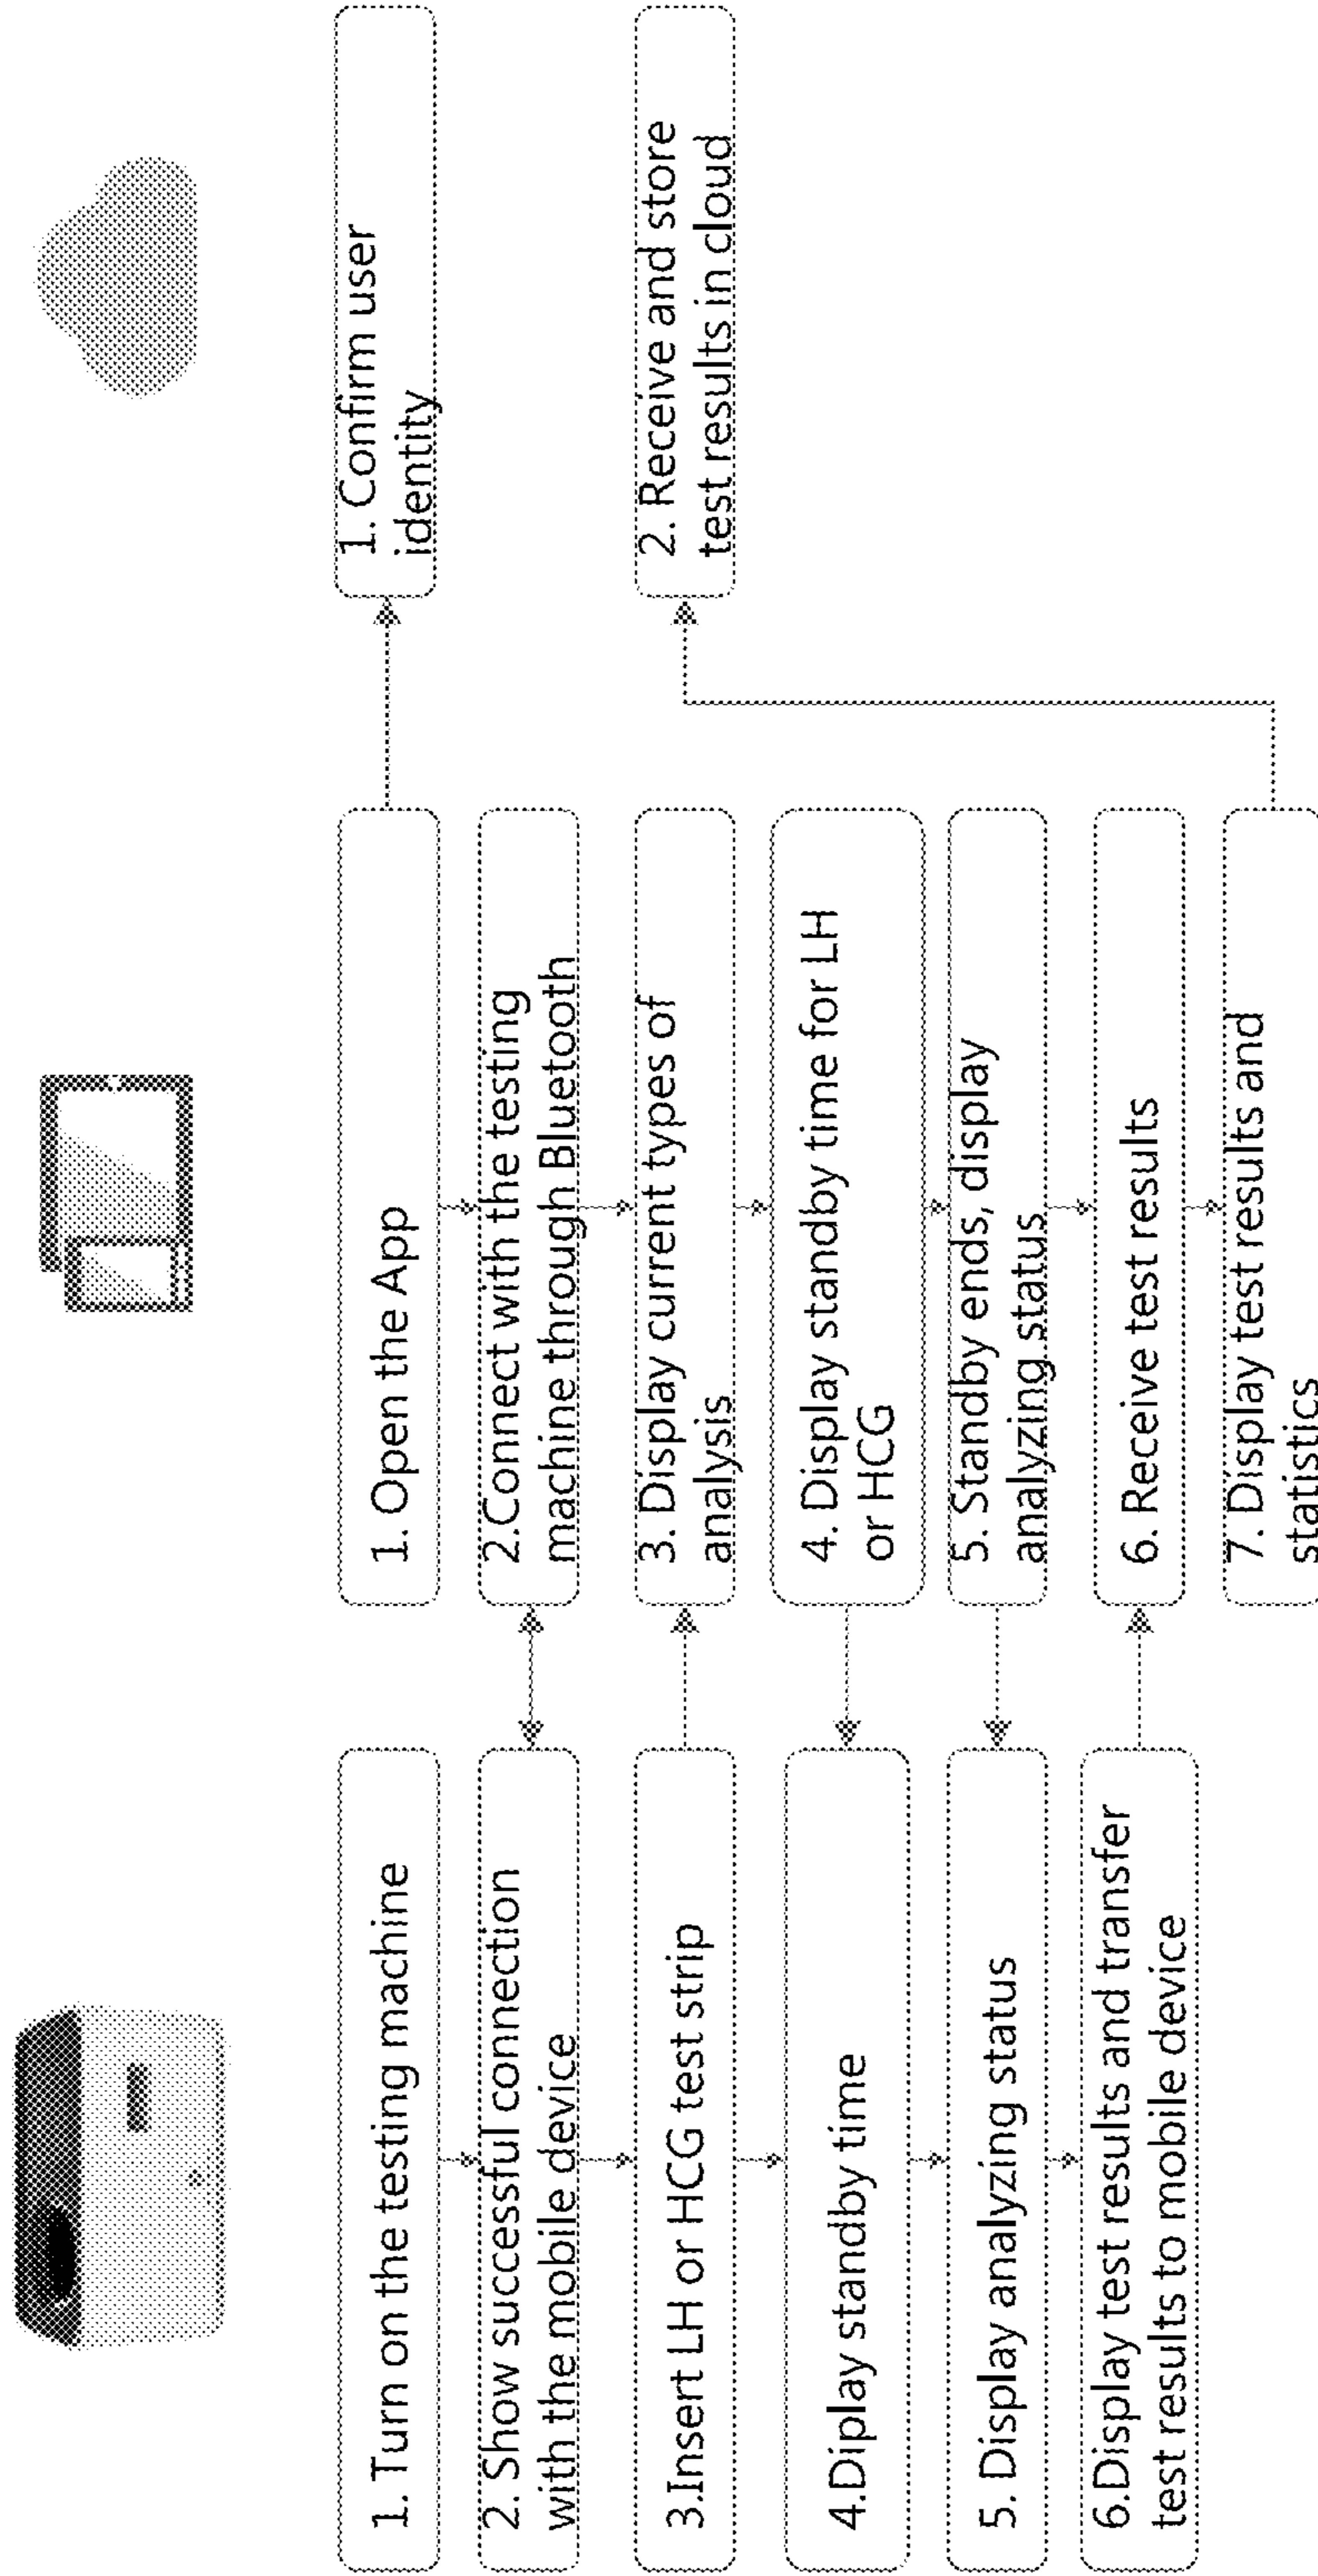 1. Turn on the testing machine
2. Show successful connection
with the mobile device
3.Insert LH or HCG test strip
4.Diplay standby time
5. Display analyzing status
6.Display test results and transfer
test results to mobile device
1. Open the App
2.Connect with the testing
machine through Bluetooth
3. Display current types of
analysis
4. Display standby time for LH
or HCG
5. Standby ends, display
analyzing status
6. Receive test results
7. Display test results and
statistics
1. Confirm user
identity
2. Receive and store
test results in cloud